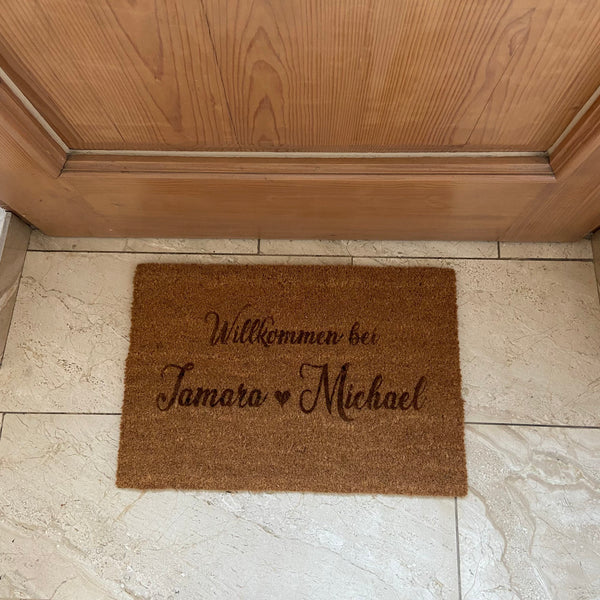 Willkommen bei
Tamara ♥ Michael